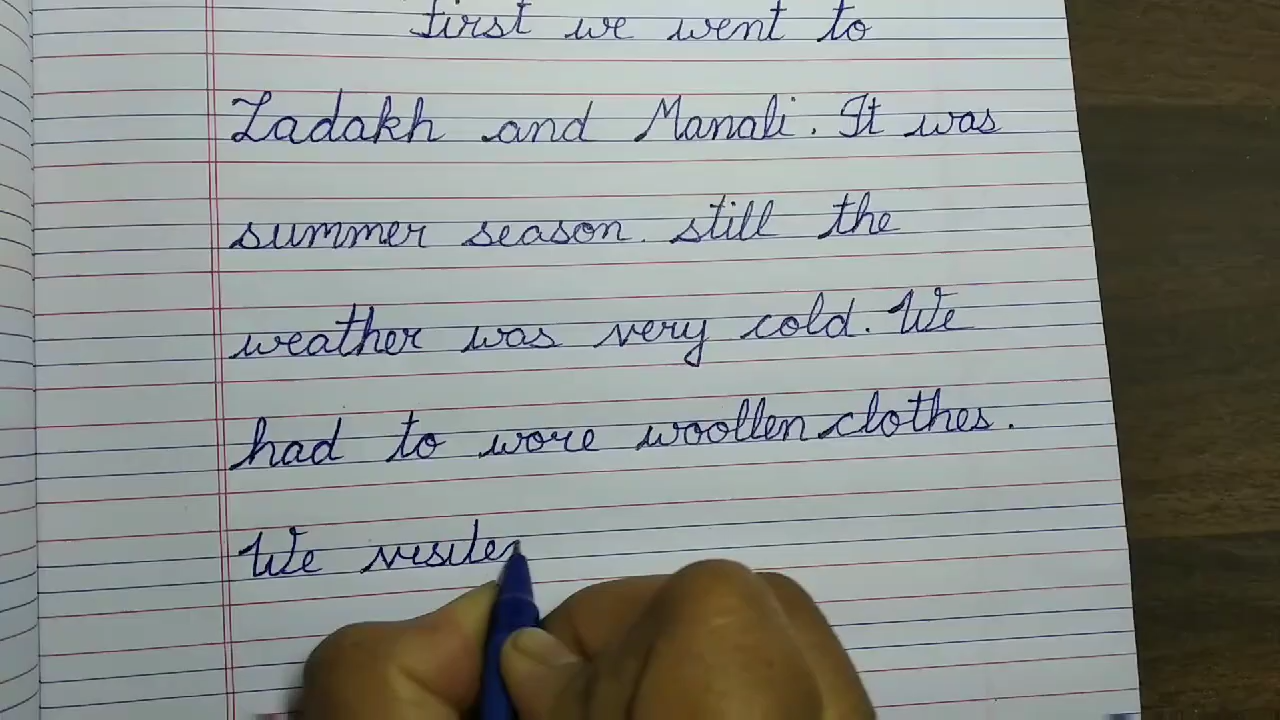 first we went to
Ladakh and Manali. It was
summer season. still the
weather was very cold. We
had to wore woollen clothes.
We